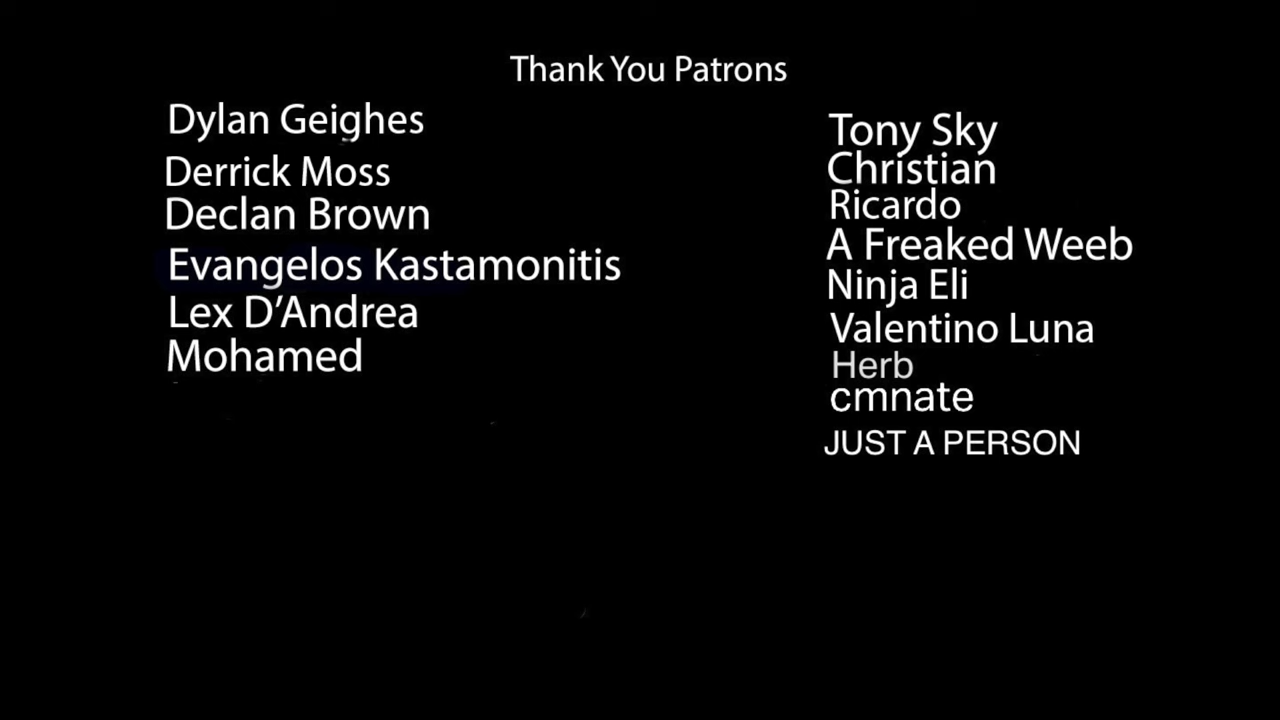 Thank You Patrons
Dylan Geighes
Derrick Moss
Declan Brown
Evangelos Kastamonitis
Lex D’Andrea
Mohamed
Tony Sky
Christian
Ricardo
A Freaked Weeb
Ninja Eli
Valentino Luna
Herb
cmnate
JUST A PERSON